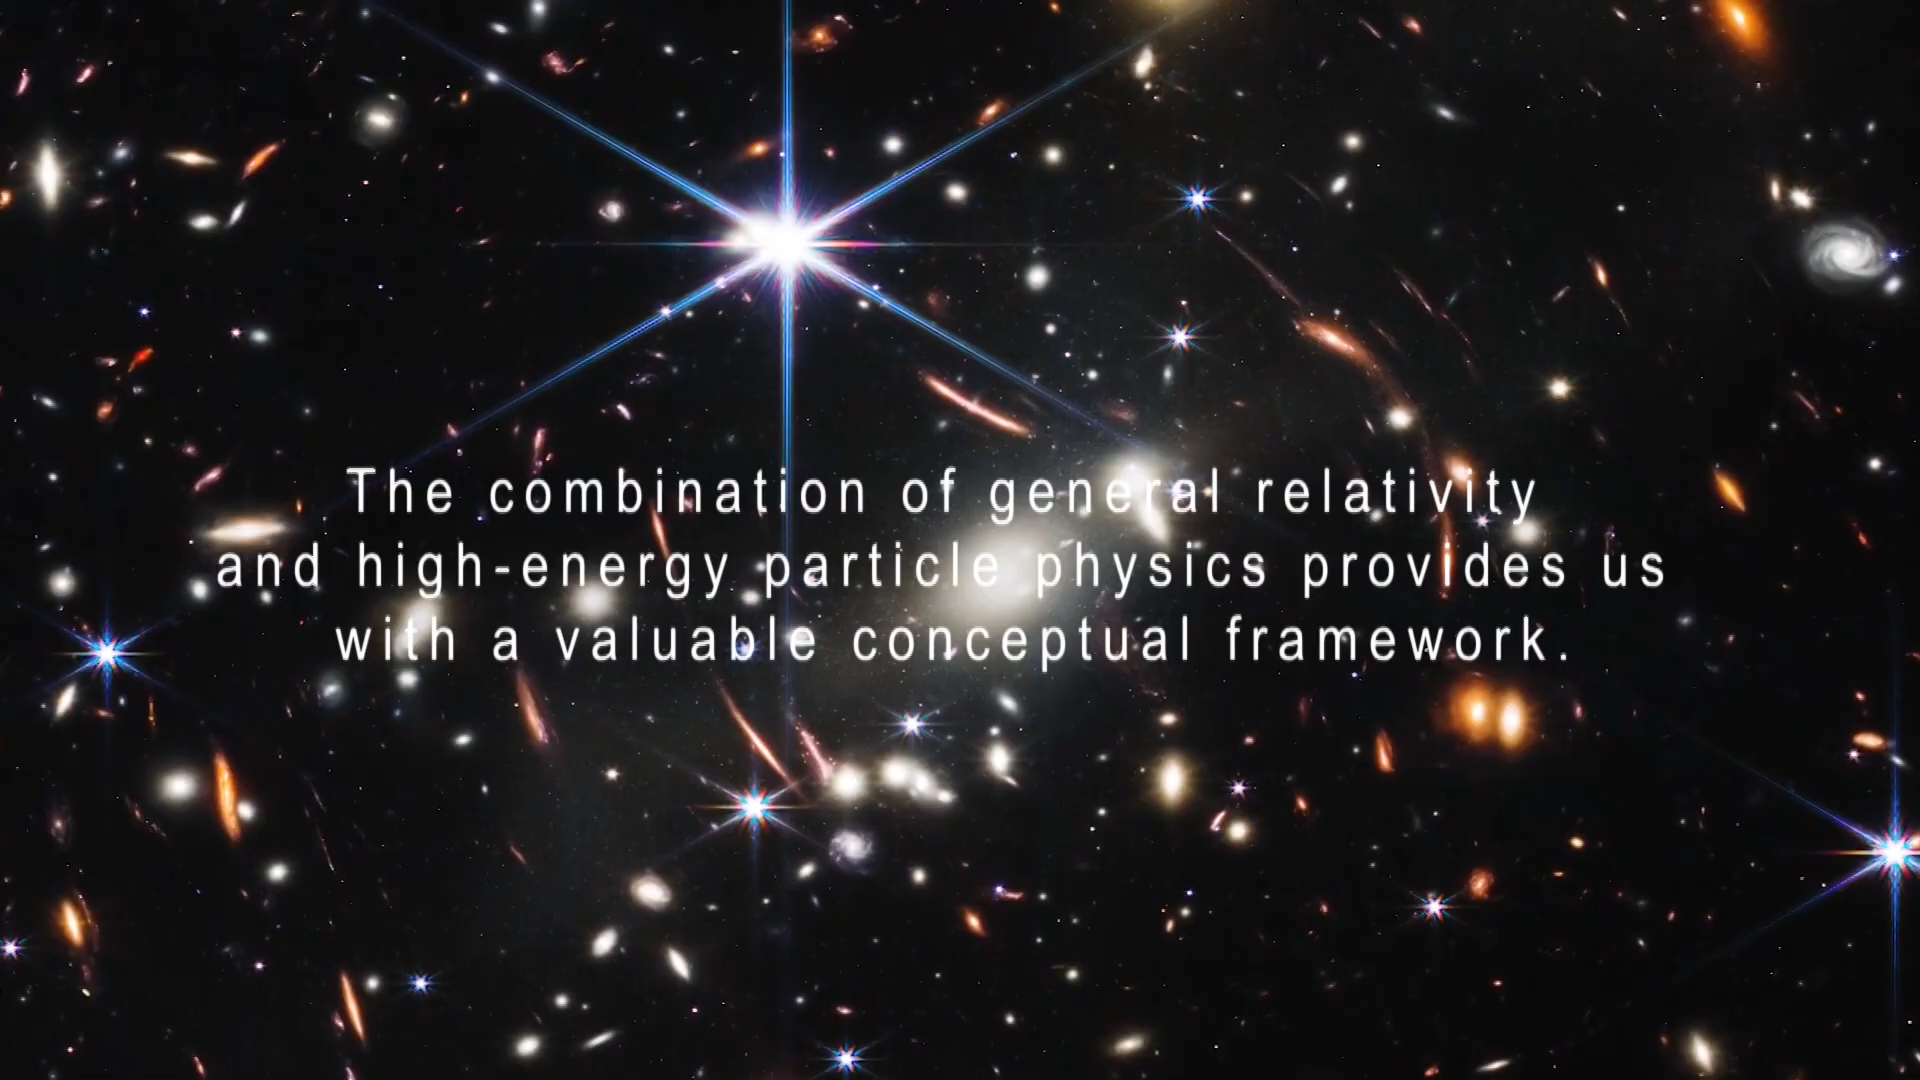 The combination of general relativity
and high-energy particle physics provides us
with a valuable conceptual framework.